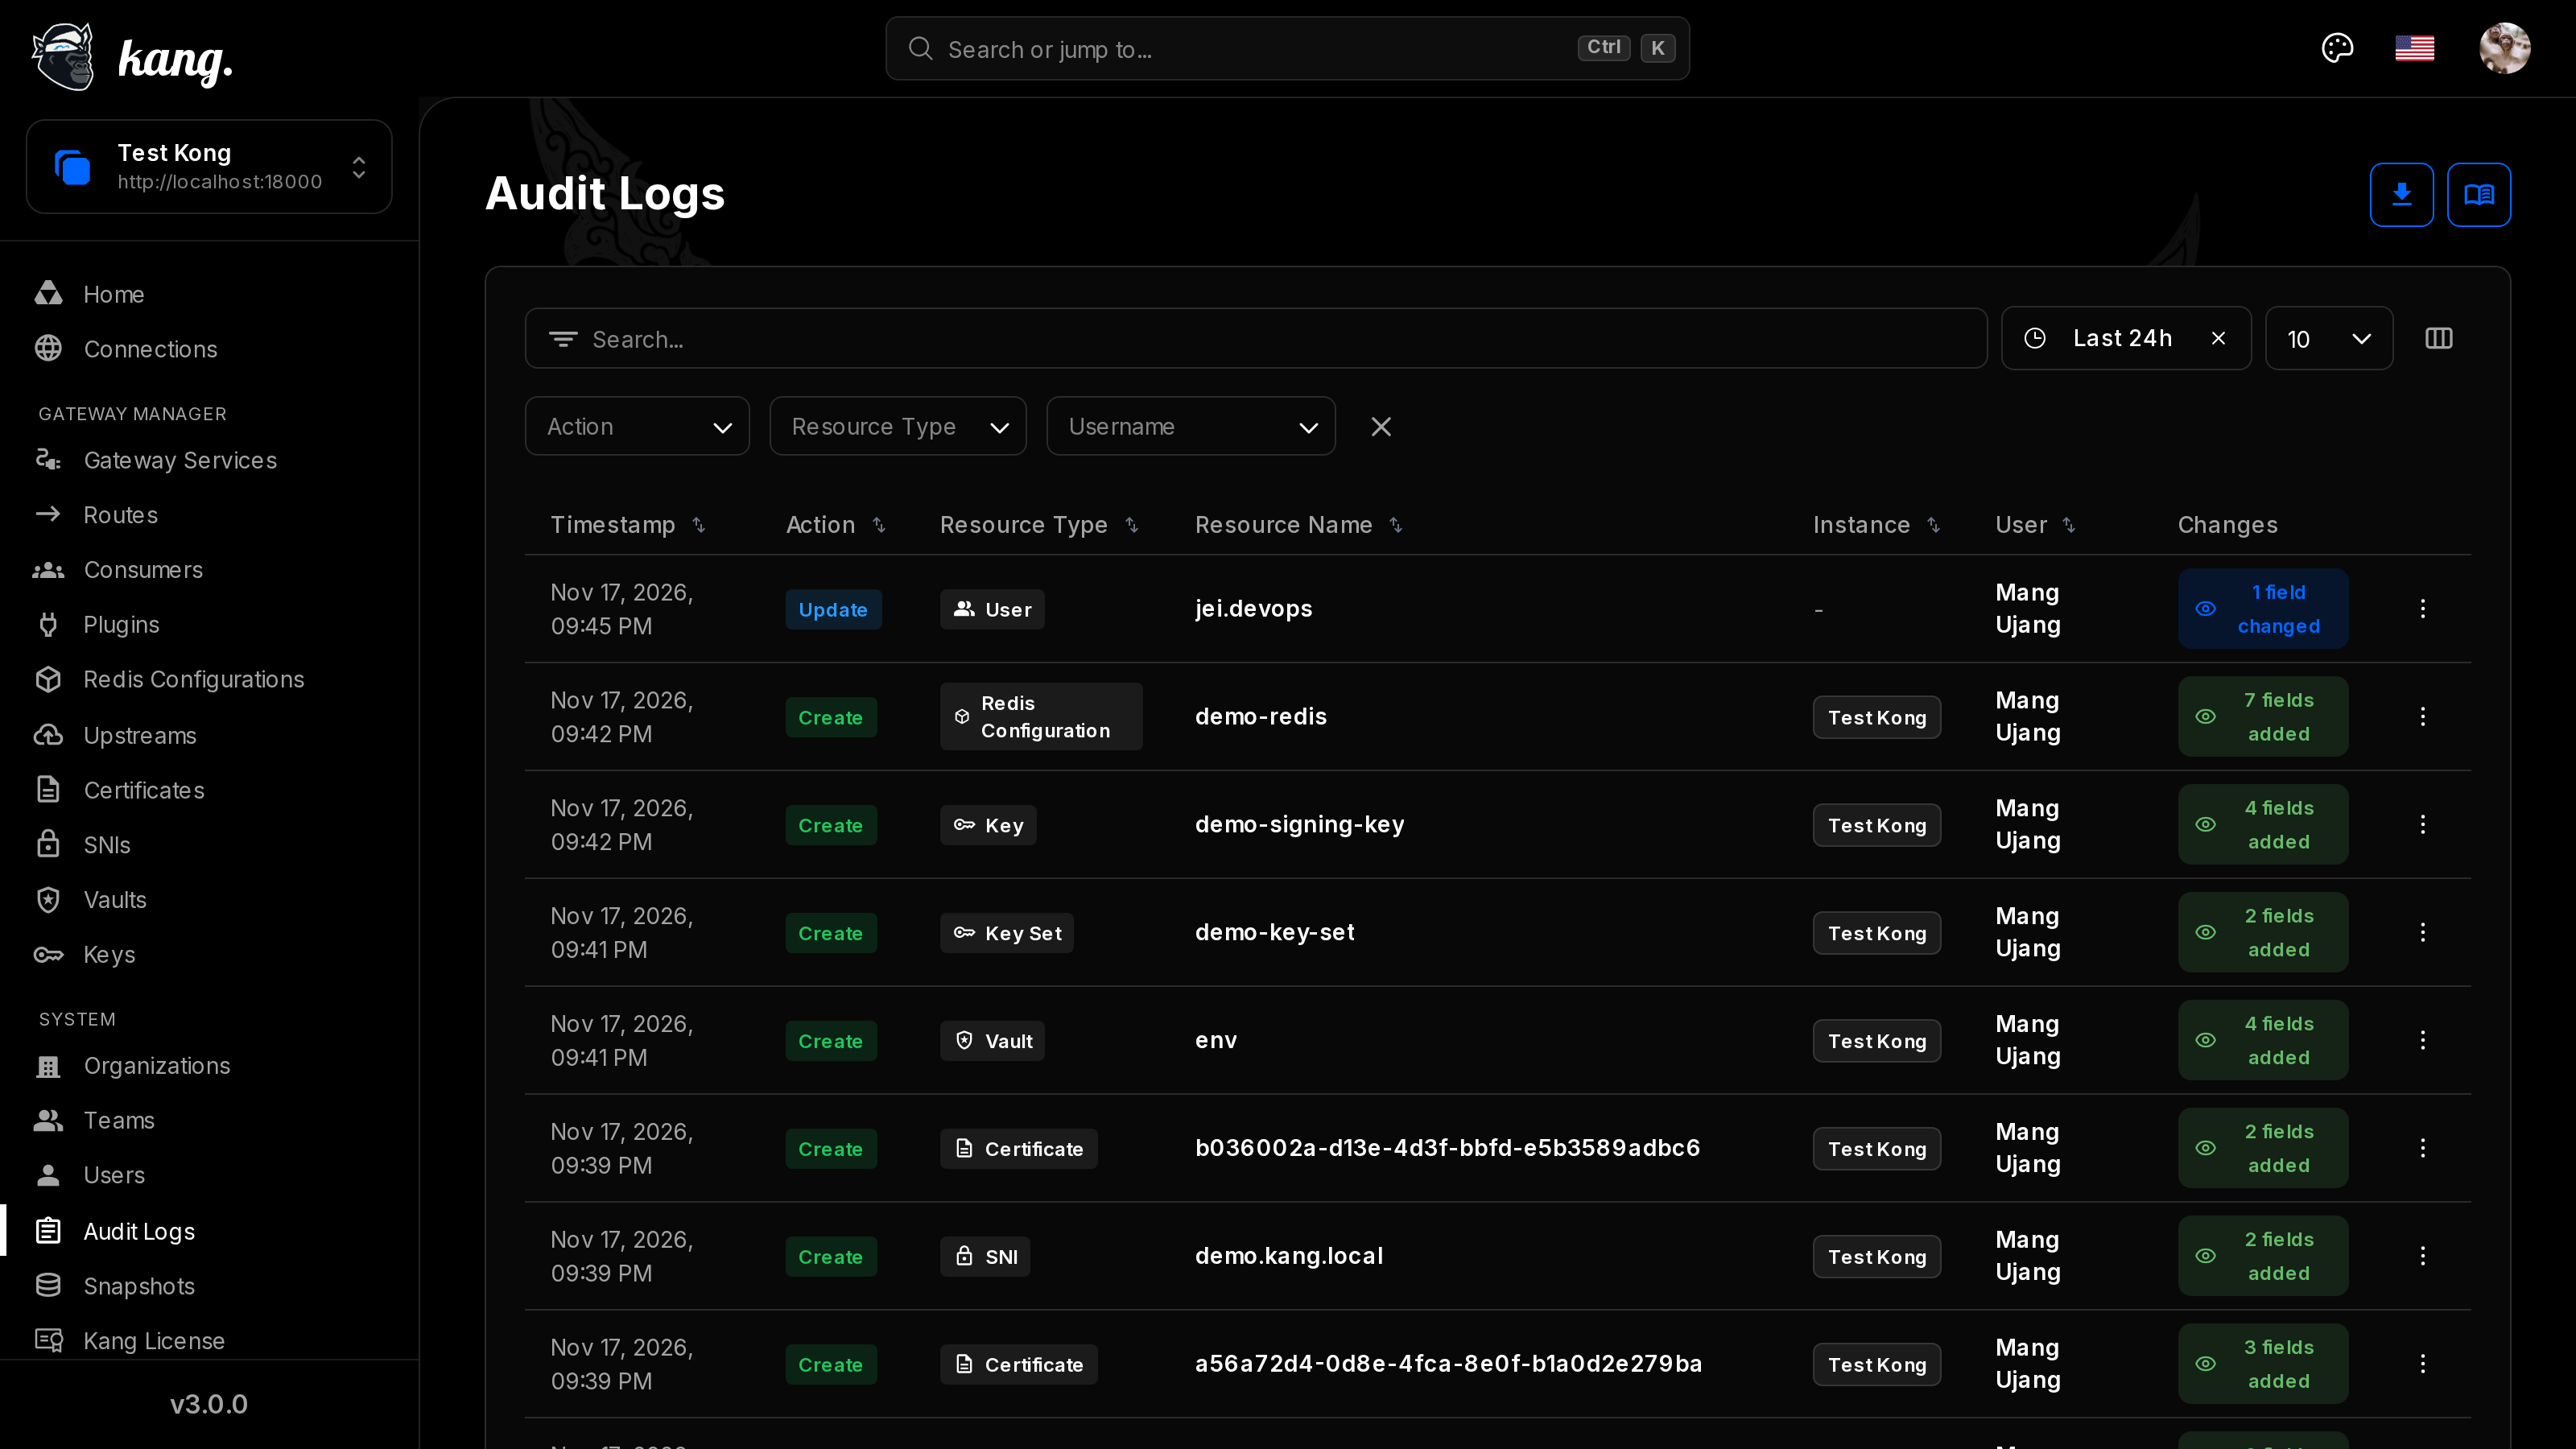 kang.
Search or jump to...
Ctrl K
Test Kong
http://localhost:18000
Home
Connections
GATEWAY MANAGER
Gateway Services
Routes
Consumers
Plugins
Redis Configurations
Upstreams
Certificates
SNIs
Vaults
Keys
SYSTEM
Organizations
Teams
Users
Audit Logs
Snapshots
Kang License
v3.0.0
Audit Logs
Search...
Last 24h
10
Action
Resource Type
Username
Timestamp Action Resource Type Resource Name Instance User Changes
Nov 17, 2026,
09:45 PM
Update
User
jei.devops
-
Mang
Ujang
1 field
changed
Nov 17, 2026,
09:42 PM
Create
Redis
Configuration
demo-redis
Test Kong
Mang
Ujang
7 fields
added
Nov 17, 2026,
09:42 PM
Create
Key
demo-signing-key
Test Kong
Mang
Ujang
4 fields
added
Nov 17, 2026,
09:41 PM
Create
Key Set
demo-key-set
Test Kong
Mang
Ujang
2 fields
added
Nov 17, 2026,
09:41 PM
Create
Vault
env
Test Kong
Mang
Ujang
4 fields
added
Nov 17, 2026,
09:39 PM
Create
Certificate
b036002a-d13e-4d3f-bbfd-e5b3589adbc6
Test Kong
Mang
Ujang
2 fields
added
Nov 17, 2026,
09:39 PM
Create
SNI
demo.kang.local
Test Kong
Mang
Ujang
2 fields
added
Nov 17, 2026,
09:39 PM
Create
Certificate
a56a72d4-0d8e-4fca-8e0f-b1a0d2e279ba
Test Kong
Mang
Ujang
3 fields
added